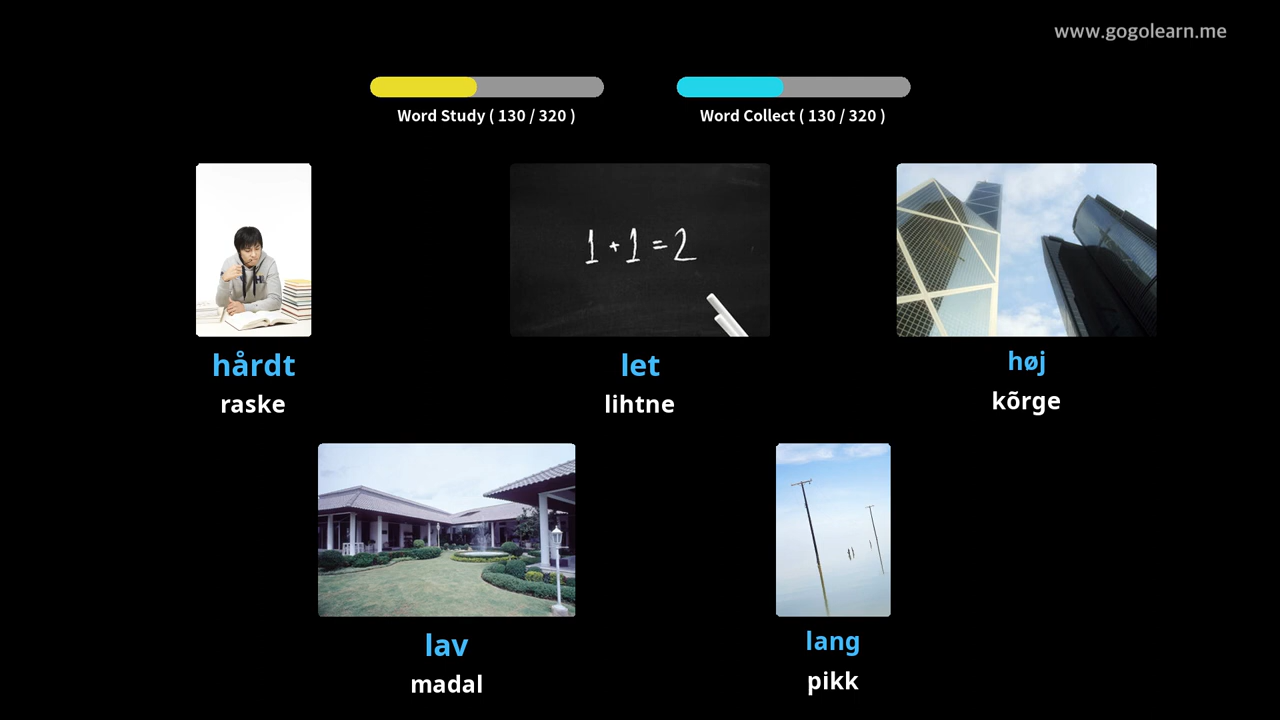 www.gogolearn.me
Word Study ( 130 / 320 )
Word Collect ( 130 / 320 )
1 + 1 = 2
hårdt
raske
let
lihtne
høj
kõrge
lav
madal
lang
pikk